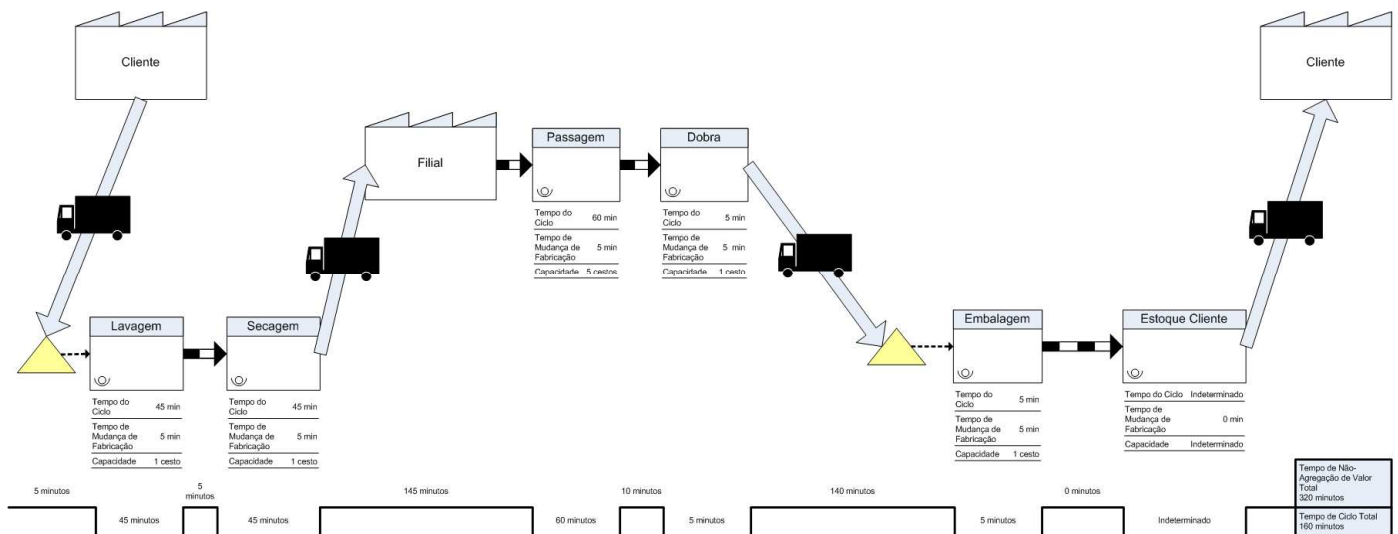 Cliente
Cliente
Filial
Passagem
Tempo do
Ciclo
60 min
Tempo de
Mudança de
Fabricação
5 min
Capacidade
5 cestos
Dobra
Tempo do
Ciclo
5 min
Tempo de
Mudança de
Fabricação
5 min
Capacidade
1 cesto
Lavagem
Tempo do
Ciclo
45 min
Tempo de
Mudança de
Fabricação
5 min
Capacidade
1 cesto
Secagem
Tempo do
Ciclo
45 min
Tempo de
Mudança de
Fabricação
5 min
Capacidade
1 cesto
Embalagem
Tempo do
Ciclo
5 min
Tempo de
Mudança de
Fabricação
5 min
Capacidade
1 cesto
Estoque Cliente
Tempo do Ciclo
Indeterminado
Tempo de
Mudança de
Fabricação
0 min
Capacidade
Indeterminado
5 minutos
45 minutos
5
minutos
45 minutos
145 minutos
60 minutos
10 minutos
5 minutos
140 minutos
5 minutos
0 minutos
Indeterminado
Tempo de Não-
Agregação de Valor
Total
320 minutos
Tempo de Ciclo Total
160 minutos